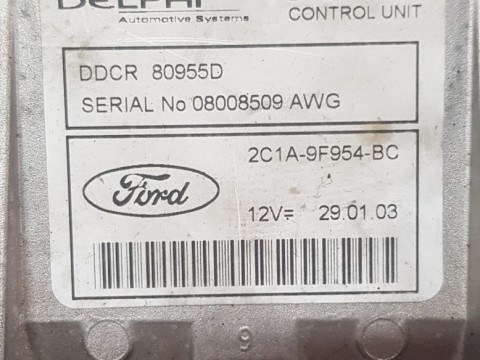 DELPHI
Automotive Systems
CONTROL UNIT
DDCR 80955D
SERIAL No 08008509 AWG
2C1A-9F954-BC
Ford
12V= 29.01.03
9